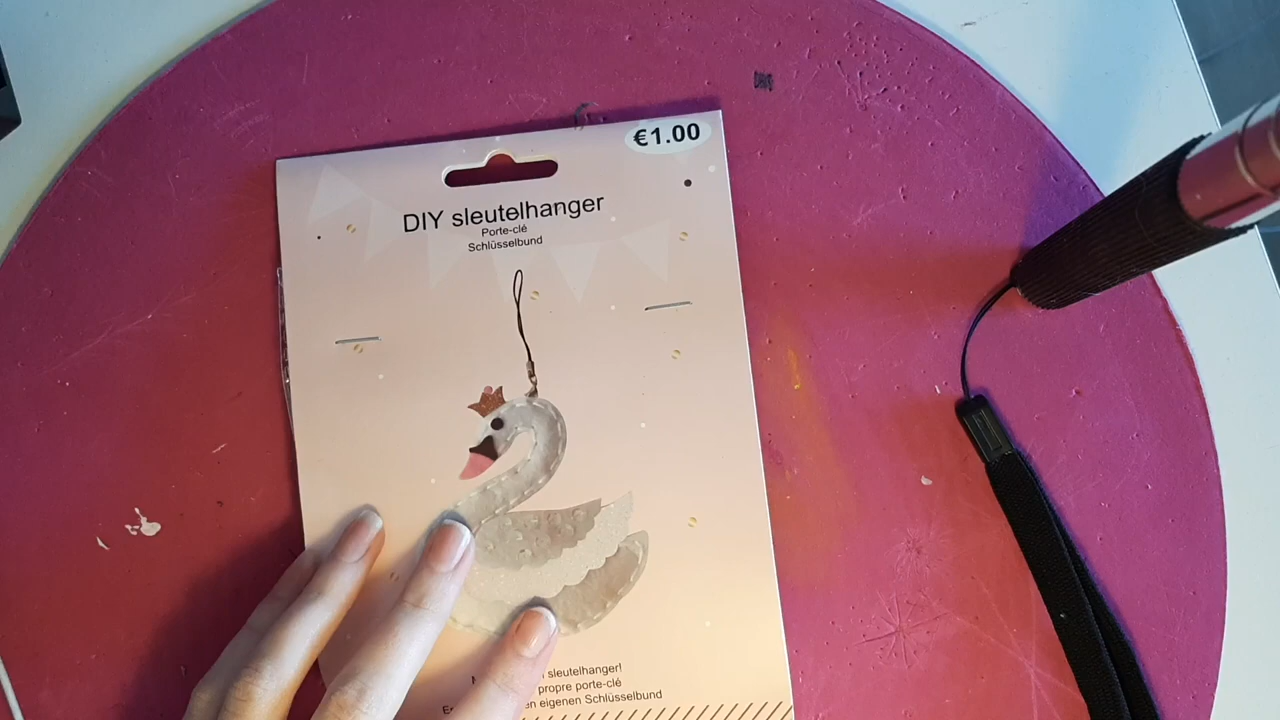 €1.00
DIY sleutelhanger
Porte-clé
Schlüsselbund
sleutelhanger!
propre porte-clé
eigenen Schlüsselbund